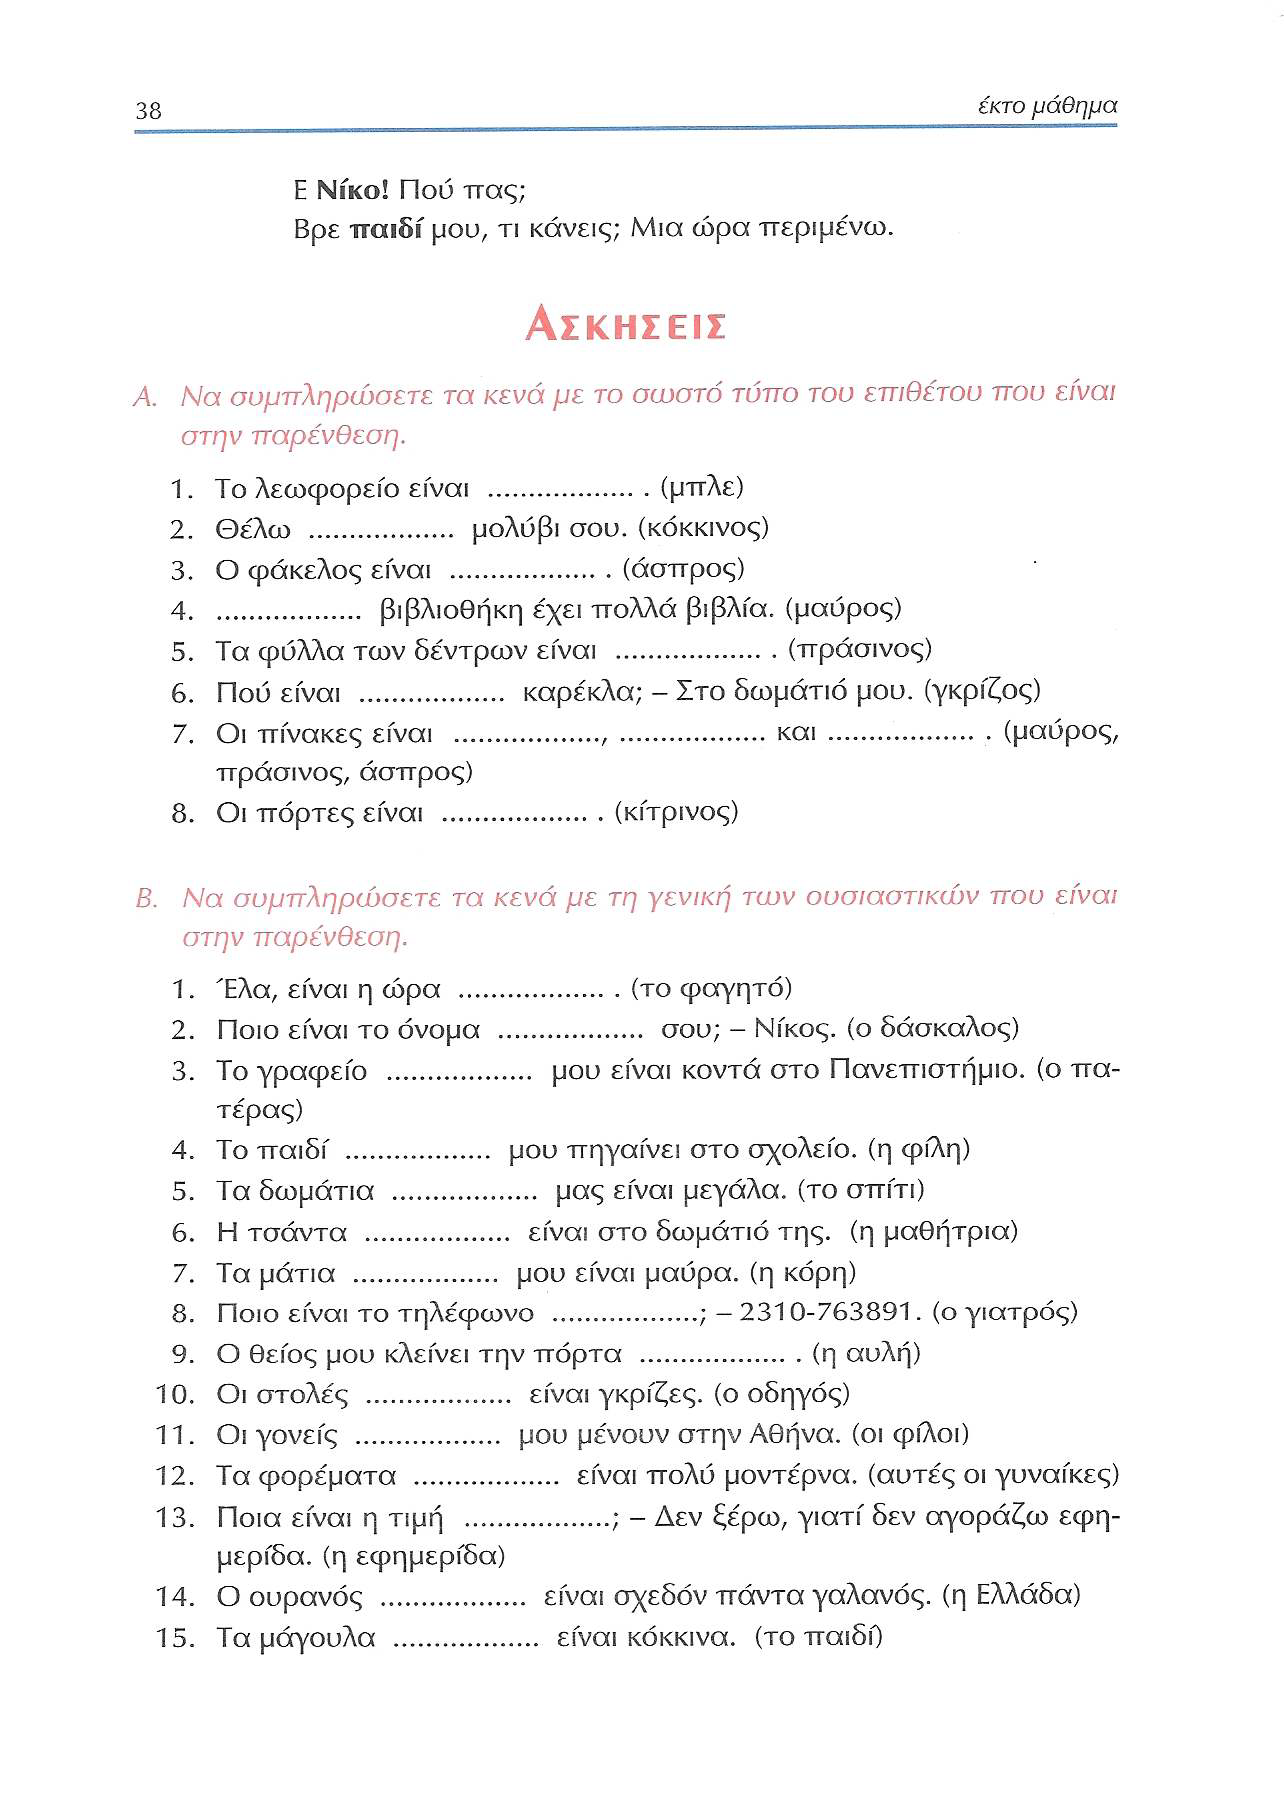 38 έκτο μάθημα
Ε Νίκο! Πού πας;
Βρε παιδί μου, τι κάνεις; Μια ώρα περιμένω.
ΑΣΚΗΣΕΙΣ
Α. Να συμπληρώσετε τα κενά με το σωστό τύπο του επιθέτου που είναι
στην παρένθεση.
1. Το λεωφορείο είναι .................. . (μπλε)
2. Θέλω .................. μολύβι σου. (κόκκινος)
3. Ο φάκελος είναι .................. . (άσπρος)
4. .................. βιβλιοθήκη έχει πολλά βιβλία. (μαύρος)
5. Τα φύλλα των δέντρων είναι .................. . (πράσινος)
6. Πού είναι .................. καρέκλα; – Στο δωμάτιό μου. (γκρίζος)
7. Οι πίνακες είναι .................., .................. και .................. . (μαύρος,
πράσινος, άσπρος)
8. Οι πόρτες είναι .................. . (κίτρινος)
Β. Να συμπληρώσετε τα κενά με τη γενική των ουσιαστικών που είναι
στην παρένθεση.
1. Έλα, είναι η ώρα .................. . (το φαγητό)
2. Ποιο είναι το όνομα .................. σου; – Νίκος. (ο δάσκαλος)
3. Το γραφείο .................. μου είναι κοντά στο Πανεπιστήμιο. (ο πα-
τέρας)
4. Το παιδί .................. μου πηγαίνει στο σχολείο. (η φίλη)
5. Τα δωμάτια .................. μας είναι μεγάλα. (το σπίτι)
6. Η τσάντα .................. είναι στο δωμάτιό της. (η μαθήτρια)
7. Τα μάτια .................. μου είναι μαύρα. (η κόρη)
8. Ποιο είναι το τηλέφωνο ..................; – 2310-763891. (ο γιατρός)
9. Ο θείος μου κλείνει την πόρτα .................. . (η αυλή)
10. Οι στολές .................. είναι γκρίζες. (ο οδηγός)
11. Οι γονείς .................. μου μένουν στην Αθήνα. (οι φίλοι)
12. Τα φορέματα .................. είναι πολύ μοντέρνα. (αυτές οι γυναίκες)
13. Ποια είναι η τιμή ..................; – Δεν ξέρω, γιατί δεν αγοράζω εφη-
μερίδα. (η εφημερίδα)
14. Ο ουρανός .................. είναι σχεδόν πάντα γαλανός. (η Ελλάδα)
15. Τα μάγουλα .................. είναι κόκκινα. (το παιδί)